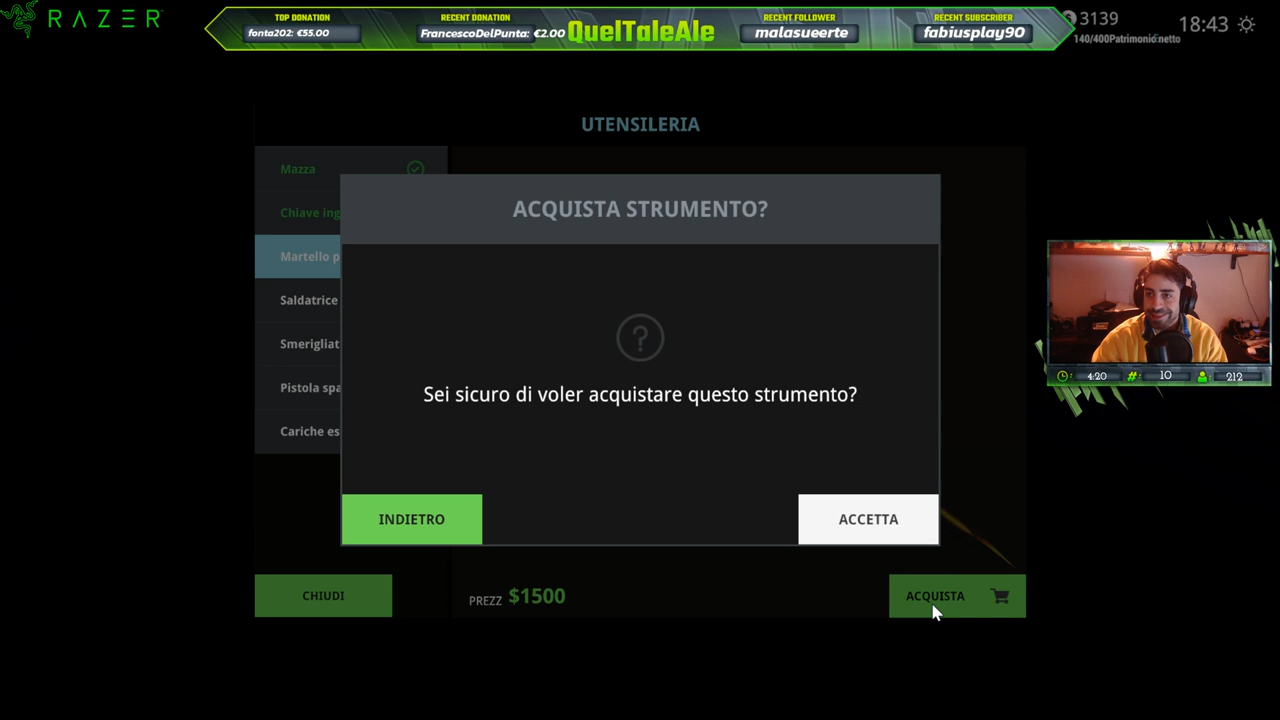 RAZER
TOP DONATION
fonta202: €55.00
RECENT DONATION
FrancescoDelPunta: €2.00
QuelTaleAle
RECENT FOLLOWER
malasueerte
RECENT SUBSCRIBER
fabiusplay90
3139
140/400Patrimonio netto
18:43
UTENSILERIA
Mazza
Chiave ing
Martello p
Saldatrice
Smerigliat
Pistola spa
Cariche es
ACQUISTA STRUMENTO?
Sei sicuro di voler acquistare questo strumento?
INDIETRO
ACCETTA
4:20
#: 10
212
CHIUDI
PREZZ $1500
ACQUISTA